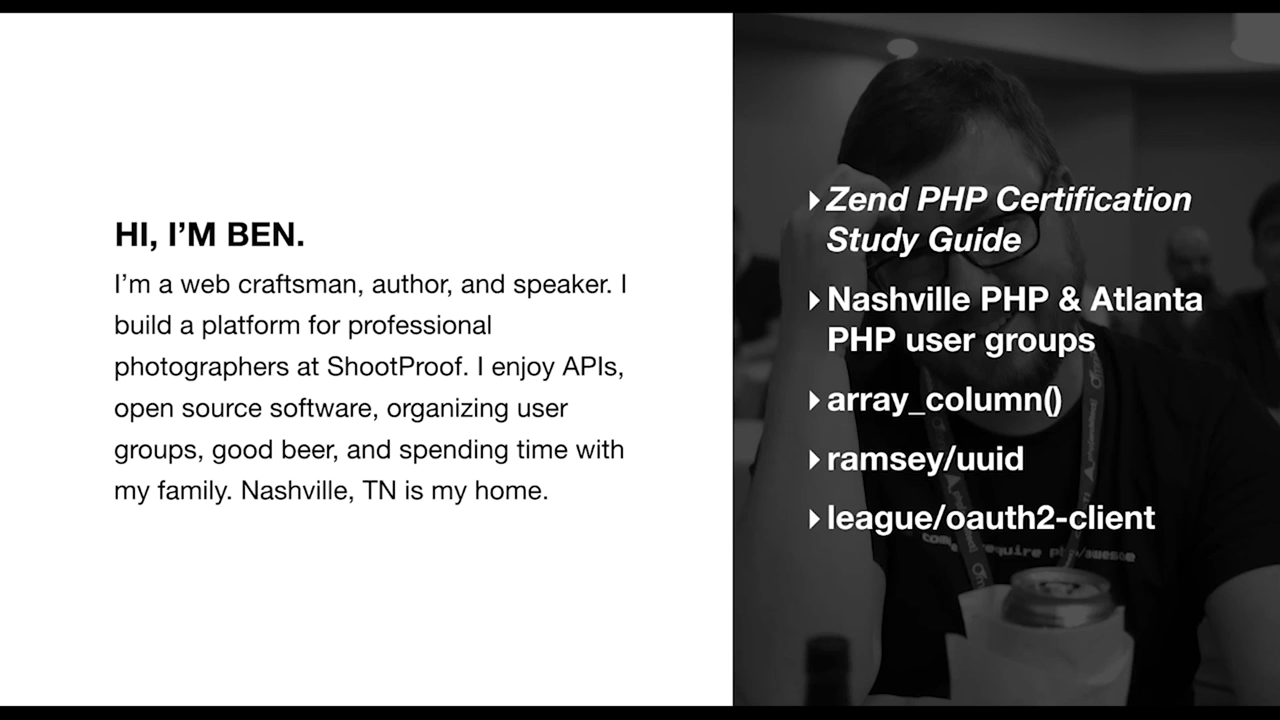 HI, I’M BEN.
I’m a web craftsman, author, and speaker. I
build a platform for professional
photographers at ShootProof. I enjoy APIs,
open source software, organizing user
groups, good beer, and spending time with
my family. Nashville, TN is my home.
Zend PHP Certification
Study Guide
Nashville PHP & Atlanta
PHP user groups
array_column()
ramsey/uuid
league/oauth2-client